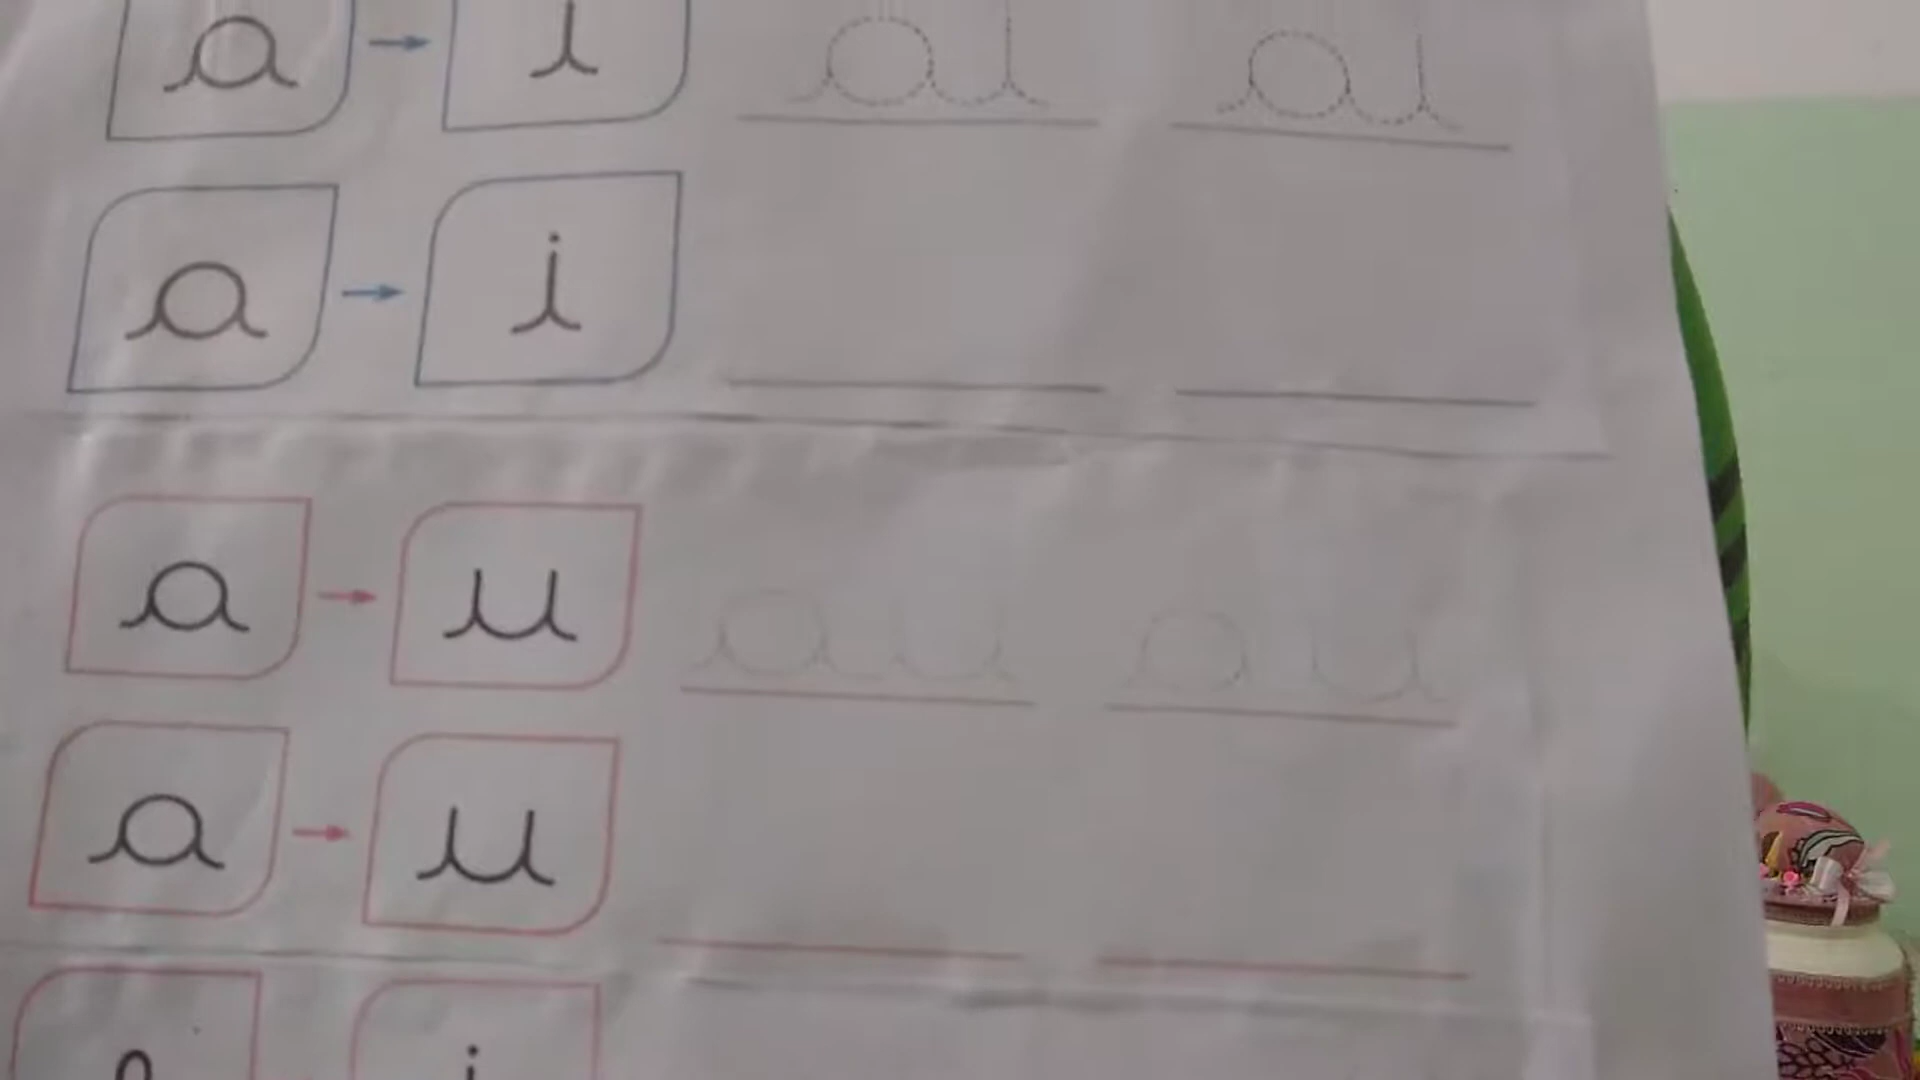 a → i ai ai
a → i
a → u au au
a → u
e i